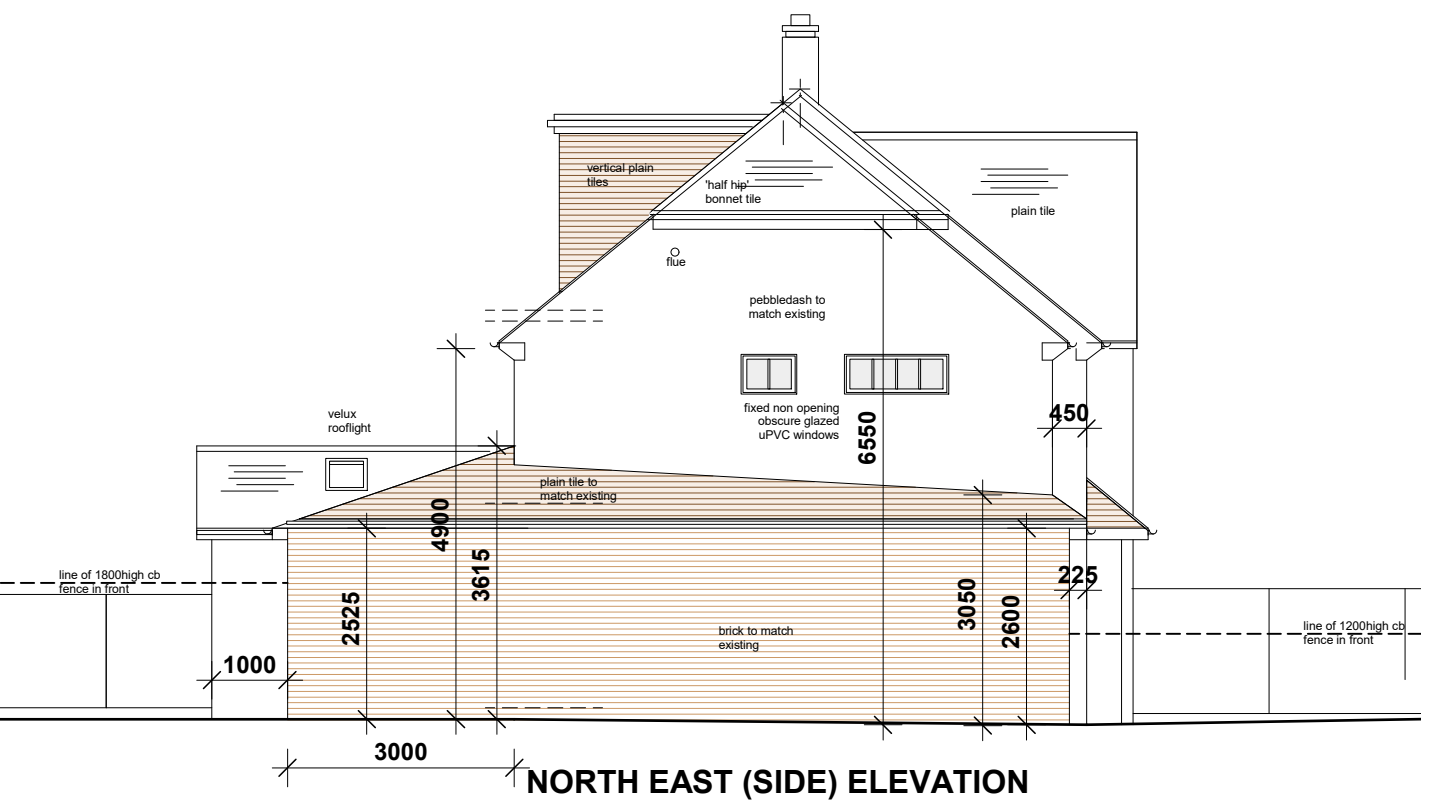 vertical plain
tiles
'half hip'
bonnet tile
plain tile
flue
pebbledash to
match existing
velux
rooflight
fixed non opening
obscure glazed
uPVC windows
450
6550
plain tile to
match existing
4900
3615
line of 1800high cb
fence in front
2525
225
3050
2600
brick to match
existing
line of 1200high cb
fence in front
1000
3000
NORTH EAST (SIDE) ELEVATION